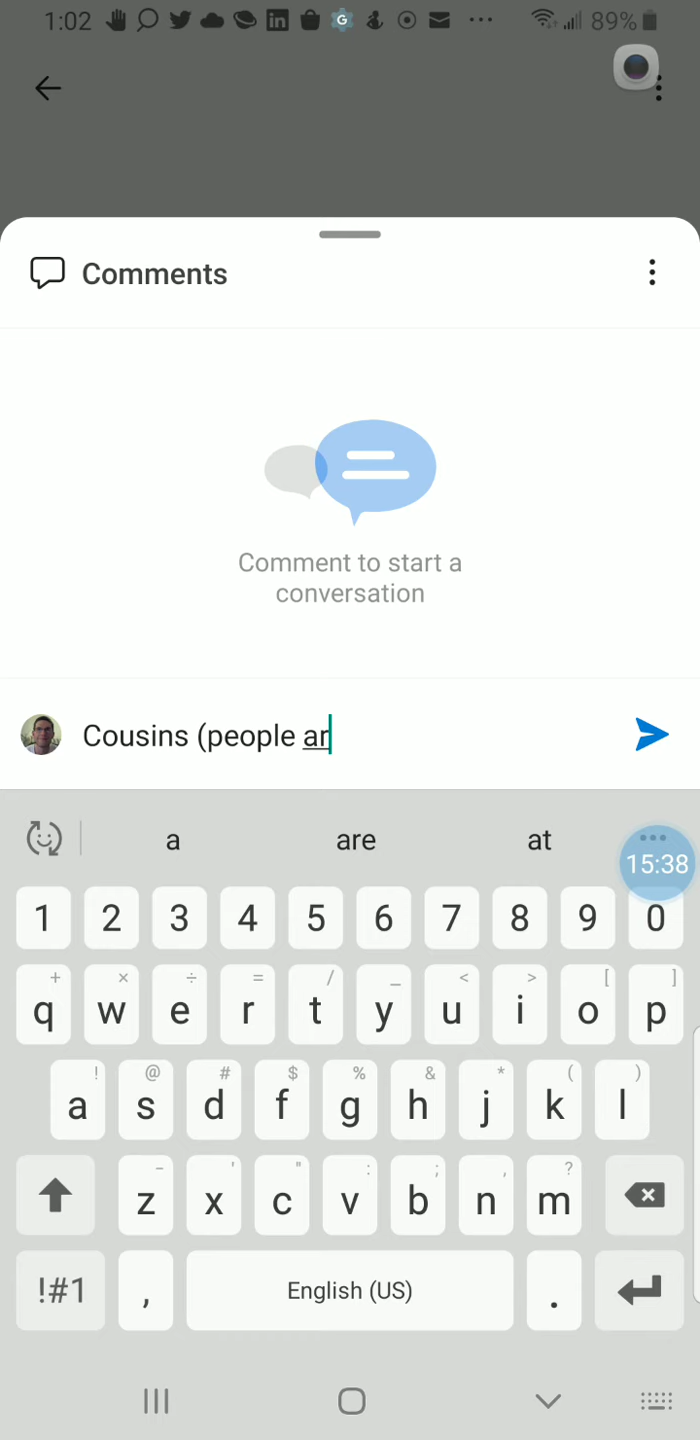 1:02 G 89%
Comments
Comment to start a
conversation
Cousins (people ar
a are at
15:38
1 2 3 4 5 6 7 8 9 0
+ × ÷ = / _ < > [ ]
q w e r t y u i o p
! @ # $ % & * ( )
a s d f g h j k l
- ' " : ; , ?
z x c v b n m
!#1 , English (US) .